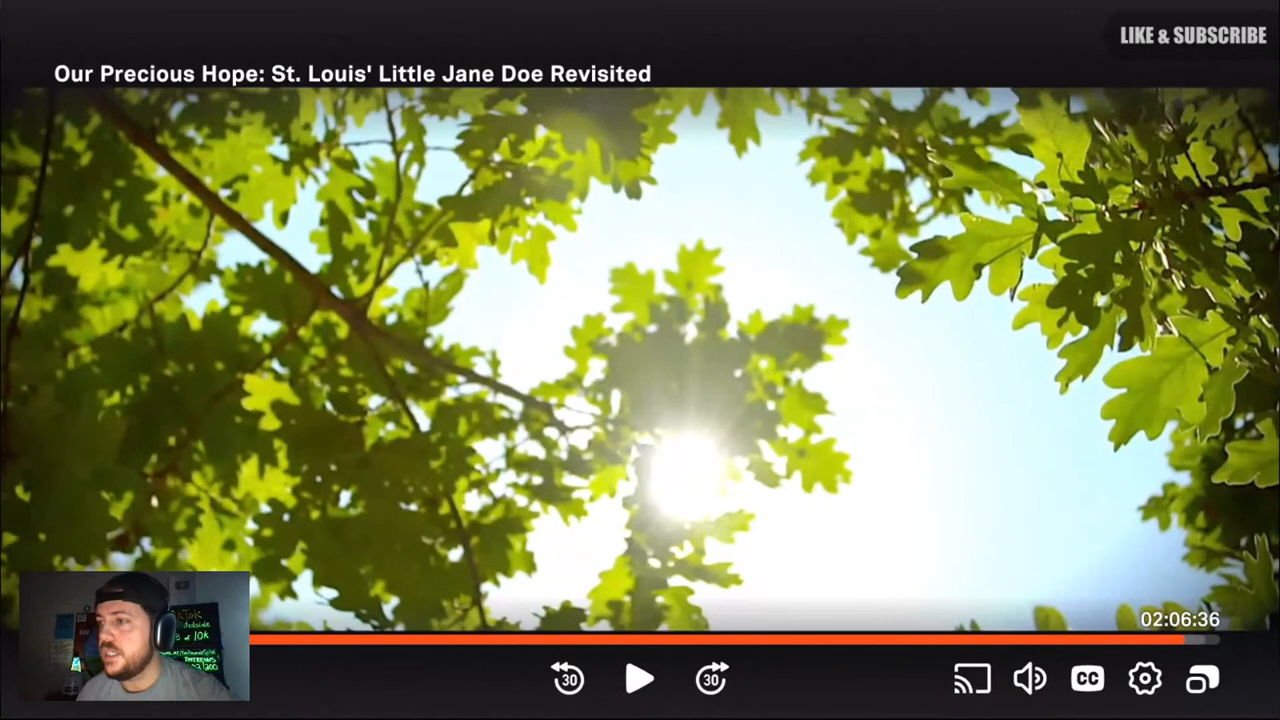 LIKE & SUBSCRIBE
Our Precious Hope: St. Louis' Little Jane Doe Revisited
02:06:36
30
30
CC